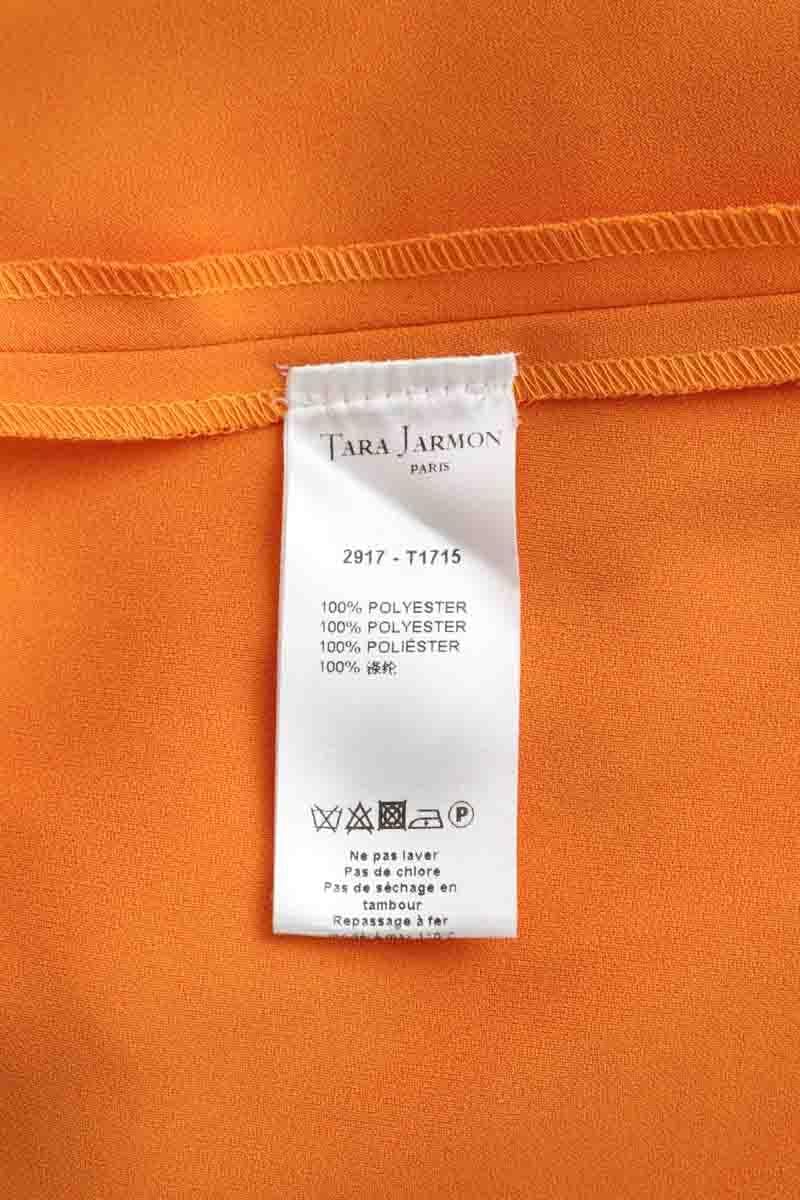 TARA JARMON
PARIS
2917 - T1715
100% POLYESTER
100% POLYESTER
100% POLIÉSTER
100% 涤纶
P
Ne pas laver
Pas de chlore
Pas de séchage en
tambour
Repassage à fer